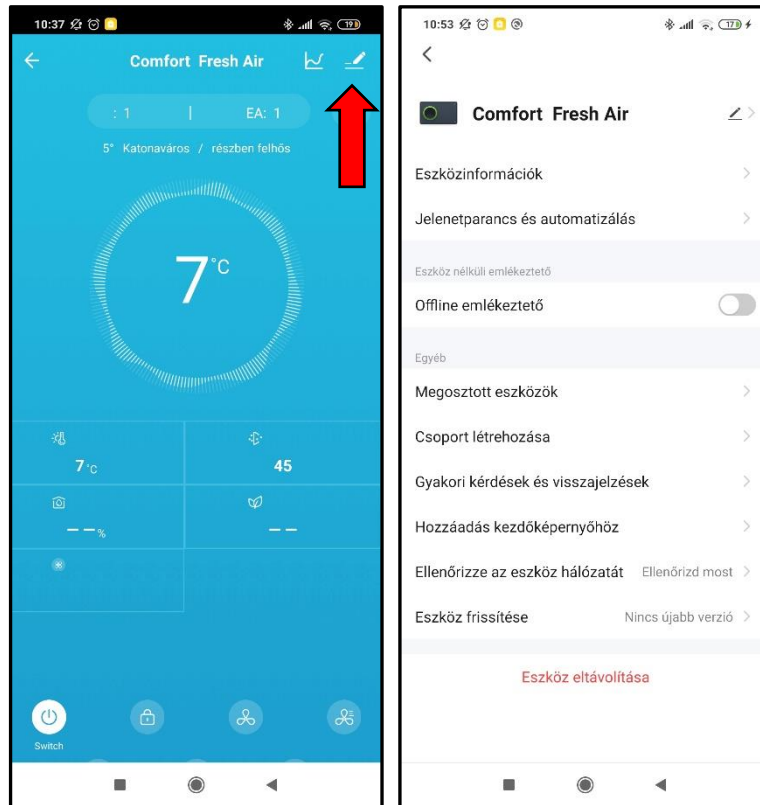 10:37
19
Comfort Fresh Air
: 1 | EA: 1
5° Katonaváros / részben felhős
7°C
7°C
45
--%
--
Switch
10:53
17
Comfort Fresh Air
Eszközinformációk
Jelenetparancs és automatizálás
Eszköz nélküli emlékeztető
Offline emlékeztető
Egyéb
Megosztott eszközök
Csoport létrehozása
Gyakori kérdések és visszajelzések
Hozzáadás kezdőképernyőhöz
Ellenőrizze az eszköz hálózatát Ellenőrizd most
Eszköz frissítése Nincs újabb verzió
Eszköz eltávolítása